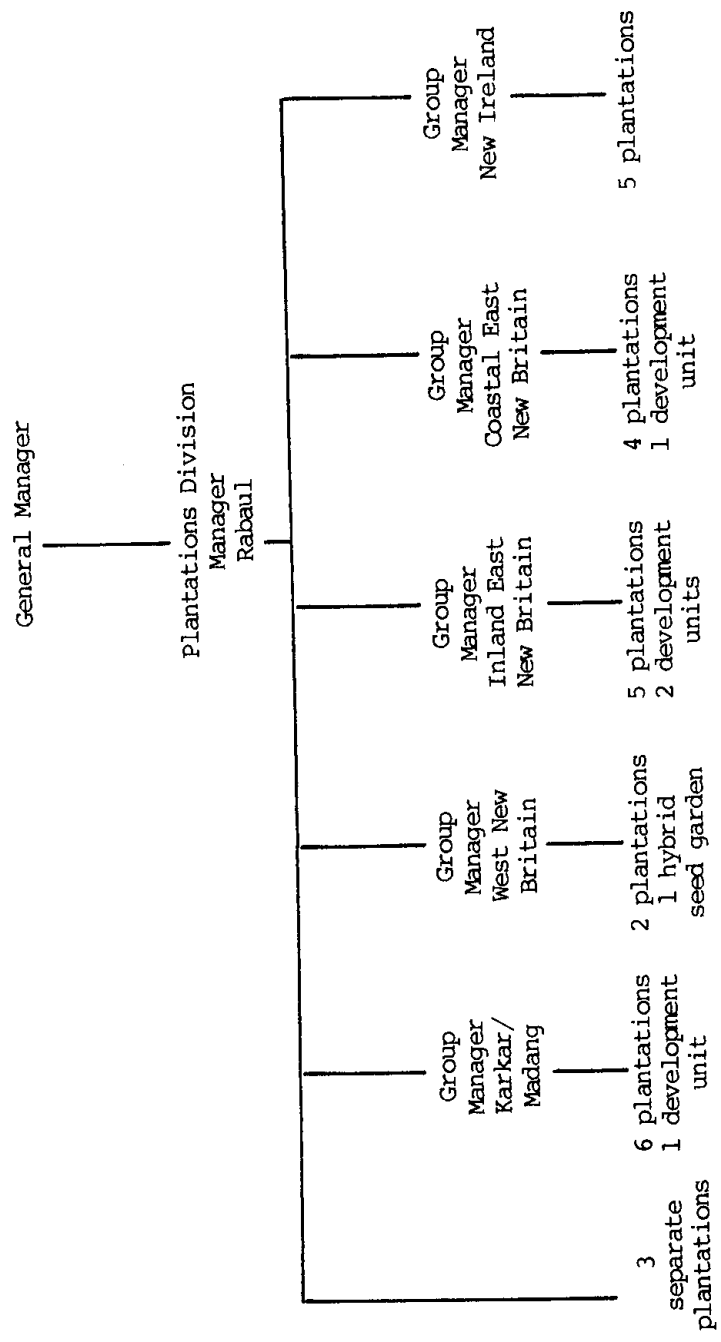 General Manager
Plantations Division
Manager
Rabaul
Group
Manager
Karkar/
Madang
Group
Manager
West New
Britain
Group
Manager
Inland East
New Britain
Group
Manager
Coastal East
New Britain
Group
Manager
New Ireland
3
separate
plantations
6 plantations
1 development
unit
2 plantations
1 hybrid
seed garden
5 plantations
2 development
units
4 plantations
1 development
unit
5 plantations